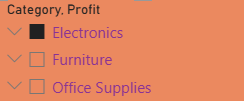 Category, Profit
Electronics
Furniture
Office Supplies